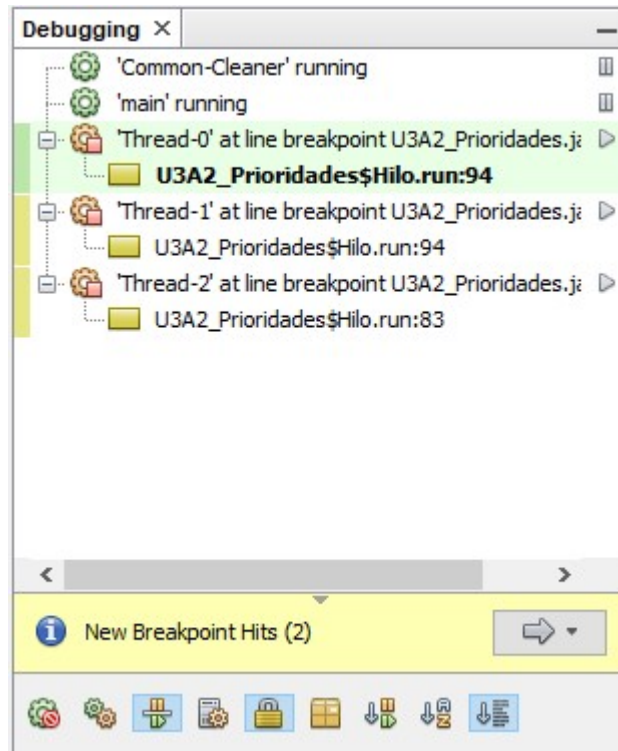 Debugging
'Common-Cleaner' running
'main' running
'Thread-0' at line breakpoint U3A2_Prioridades.ja
U3A2_Prioridades$Hilo.run:94
'Thread-1' at line breakpoint U3A2_Prioridades.ja
U3A2_Prioridades$Hilo.run:94
'Thread-2' at line breakpoint U3A2_Prioridades.ja
U3A2_Prioridades$Hilo.run:83
New Breakpoint Hits (2)